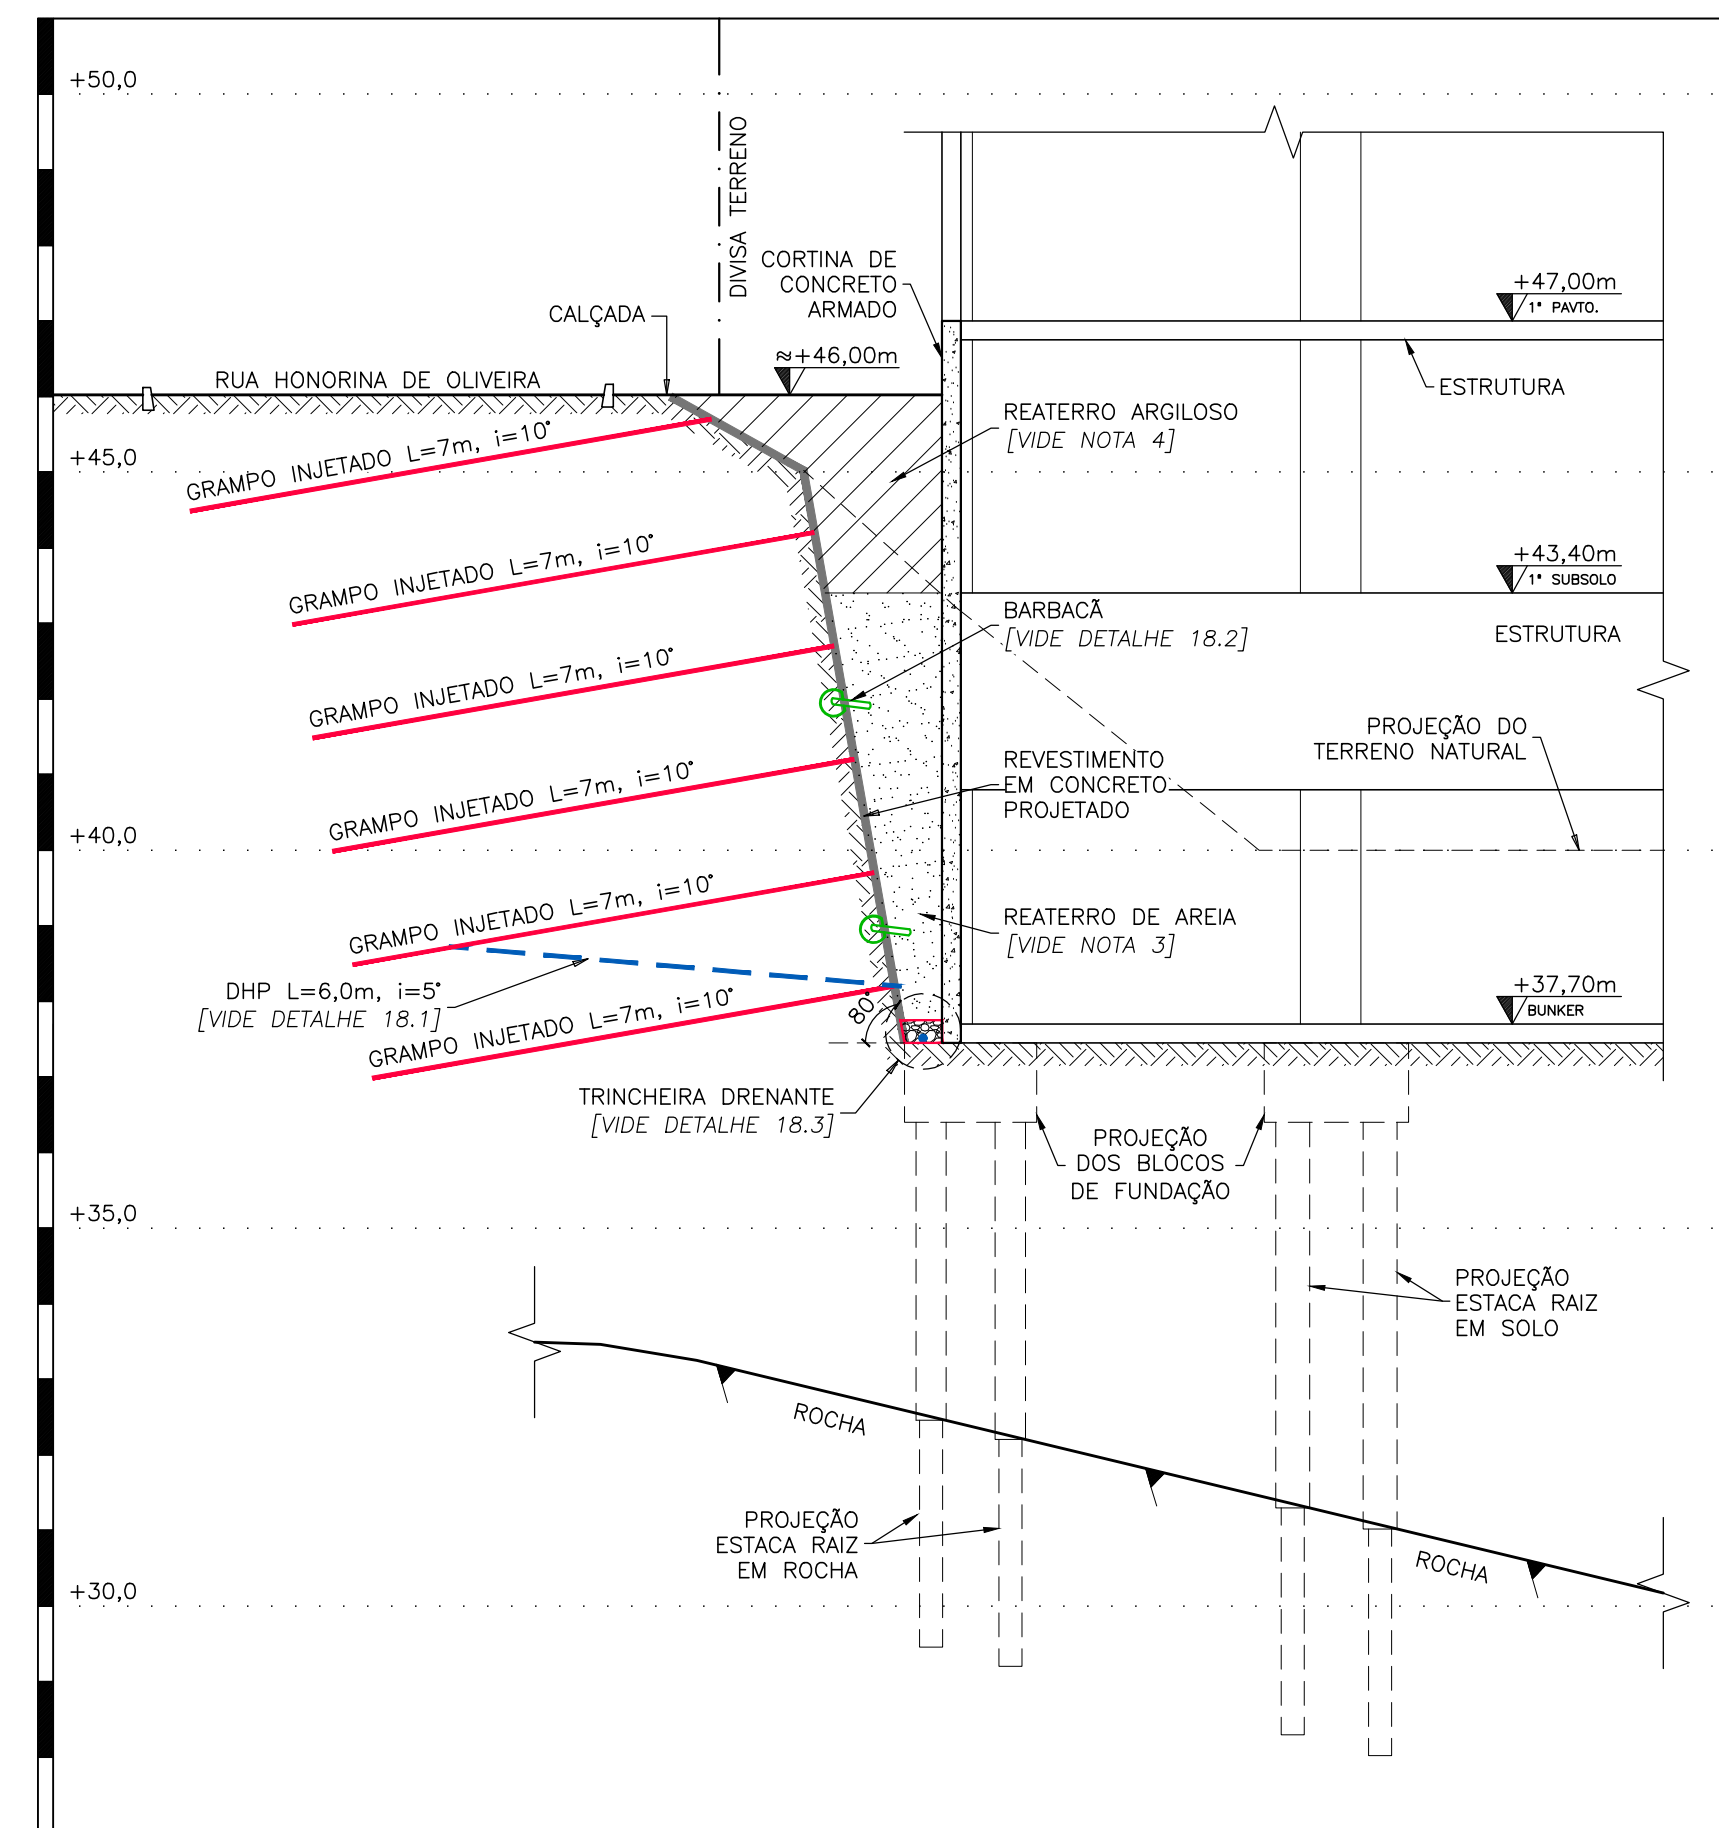 +50,0
DIVISA TERRENO
CORTINA DE
CONCRETO
ARMADO
CALÇADA
≈+46,00m
RUA HONORINA DE OLIVEIRA
+47,00m
1° PAVTO.
ESTRUTURA
REATERRO ARGILOSO
[VIDE NOTA 4]
+45,0
GRAMPO INJETADO L=7m, i=10°
GRAMPO INJETADO L=7m, i=10°
+43,40m
1° SUBSOLO
ESTRUTURA
BARBACÃ
[VIDE DETALHE 18.2]
GRAMPO INJETADO L=7m, i=10°
PROJEÇÃO DO
TERRENO NATURAL
REVESTIMENTO
EM CONCRETO
PROJETADO
GRAMPO INJETADO L=7m, i=10°
+40,0
GRAMPO INJETADO L=7m, i=10°
REATERRO DE AREIA
[VIDE NOTA 3]
DHP L=6,0m, i=5°
[VIDE DETALHE 18.1]
+37,70m
BUNKER
80°
GRAMPO INJETADO L=7m, i=10°
TRINCHEIRA DRENANTE
[VIDE DETALHE 18.3]
PROJEÇÃO
DOS BLOCOS
DE FUNDAÇÃO
+35,0
PROJEÇÃO
ESTACA RAIZ
EM SOLO
ROCHA
PROJEÇÃO
ESTACA RAIZ
EM ROCHA
ROCHA
+30,0